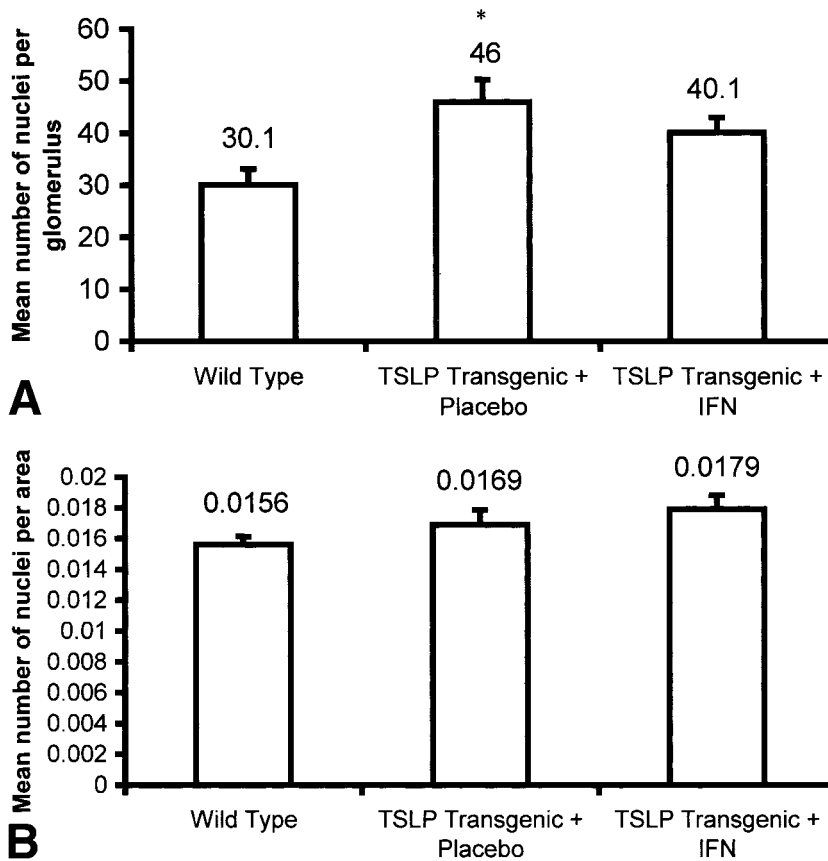 Mean number of nuclei per
glomerulus
60
50
40
30
20
10
0
*
30.1
46
40.1
Wild Type
TSLP Transgenic +
Placebo
TSLP Transgenic +
IFN
A
Mean number of nuclei per area
0.02
0.018
0.016
0.014
0.012
0.01
0.008
0.006
0.004
0.002
0
0.0156
0.0169
0.0179
Wild Type
TSLP Transgenic +
Placebo
TSLP Transgenic +
IFN
B